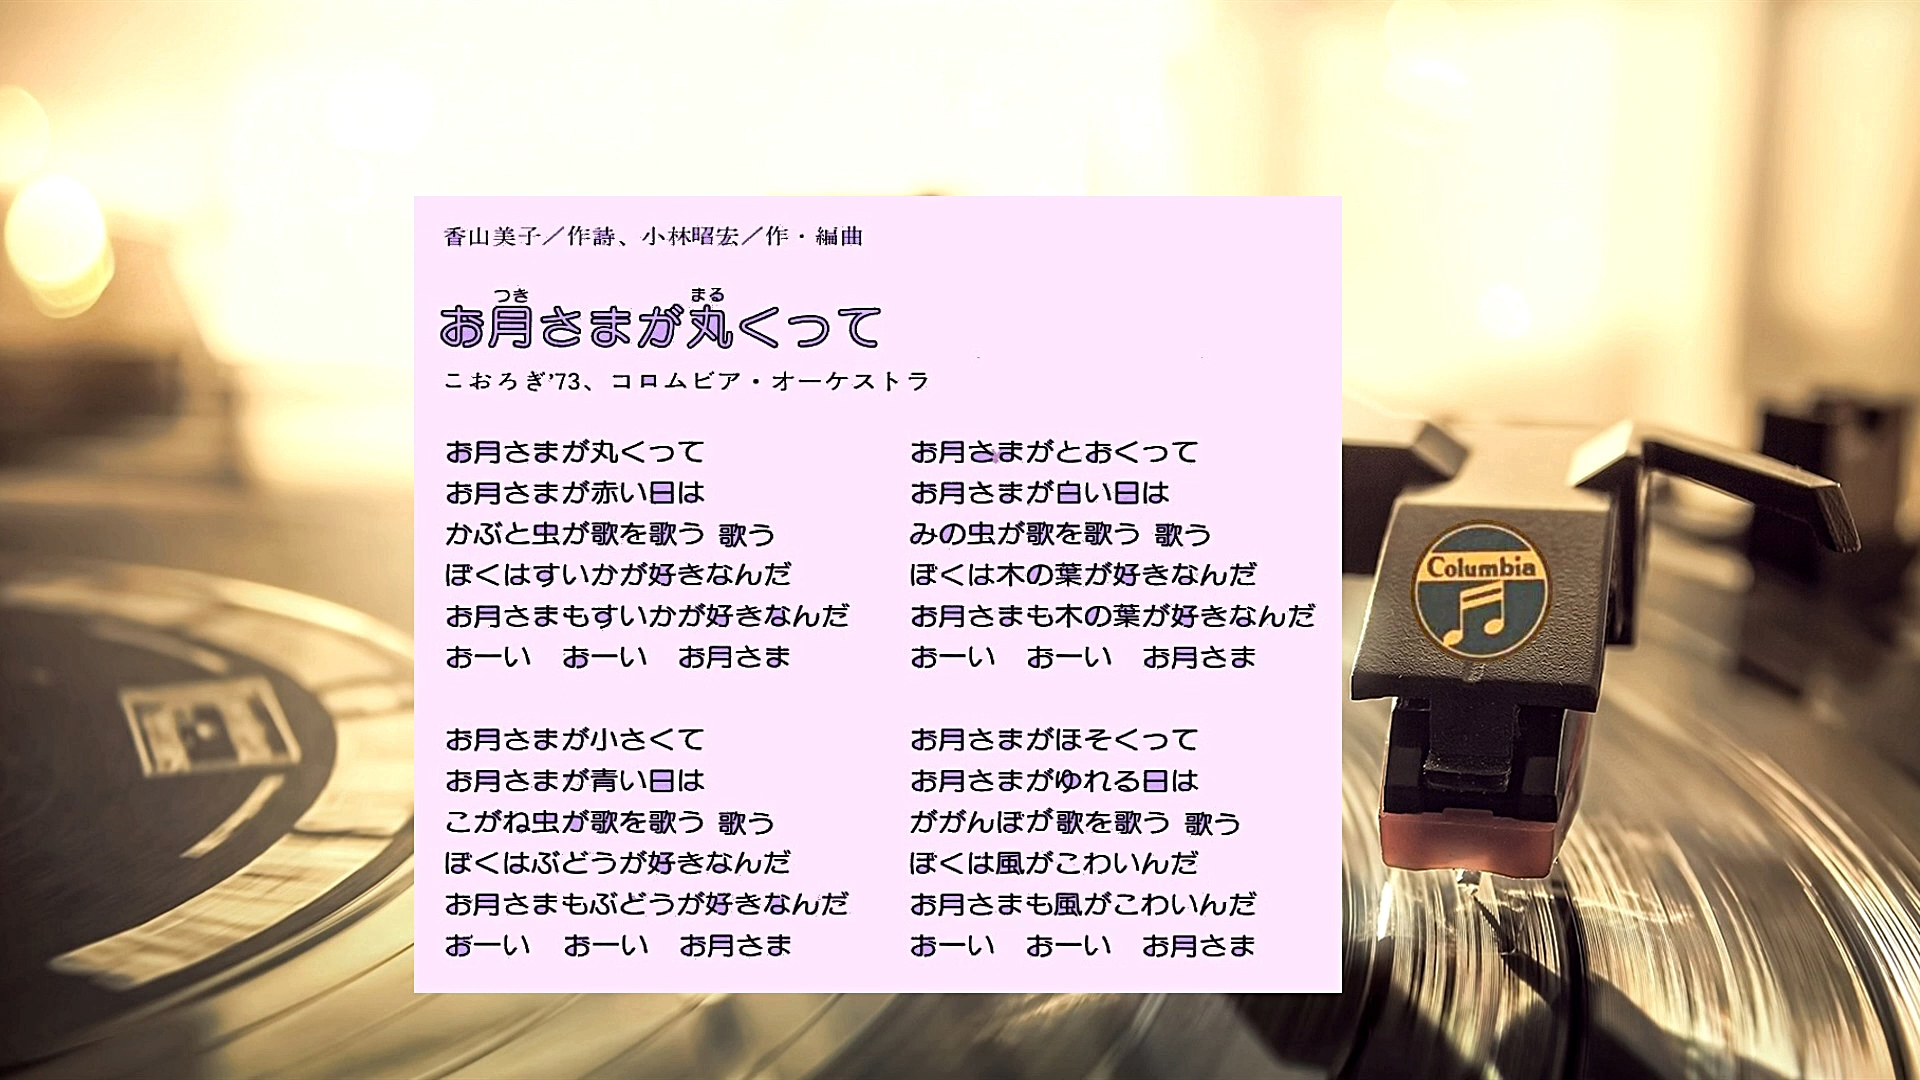 香山美子／作詩、小林昭宏／作・編曲
つき まる
お月さまが丸くって
こおろぎ'73、コロムビア・オーケストラ
お月さまが丸くって
お月さまが赤い日は
かぶと虫が歌を歌う 歌う
ぼくはすいかが好きなんだ
お月さまもすいかが好きなんだ
おーい　おーい　お月さま
お月さまが小さくて
お月さまが青い日は
こがね虫が歌を歌う 歌う
ぼくはぶどうが好きなんだ
お月さまもぶどうが好きなんだ
おーい　おーい　お月さま
お月さまがとおくって
お月さまが白い日は
みの虫が歌を歌う 歌う
ぼくは木の葉が好きなんだ
お月さまも木の葉が好きなんだ
おーい　おーい　お月さま
お月さまがほそくって
お月さまがゆれる日は
ががんぼが歌を歌う 歌う
ぼくは風がこわいんだ
お月さまも風がこわいんだ
おーい　おーい　お月さま
Columbia